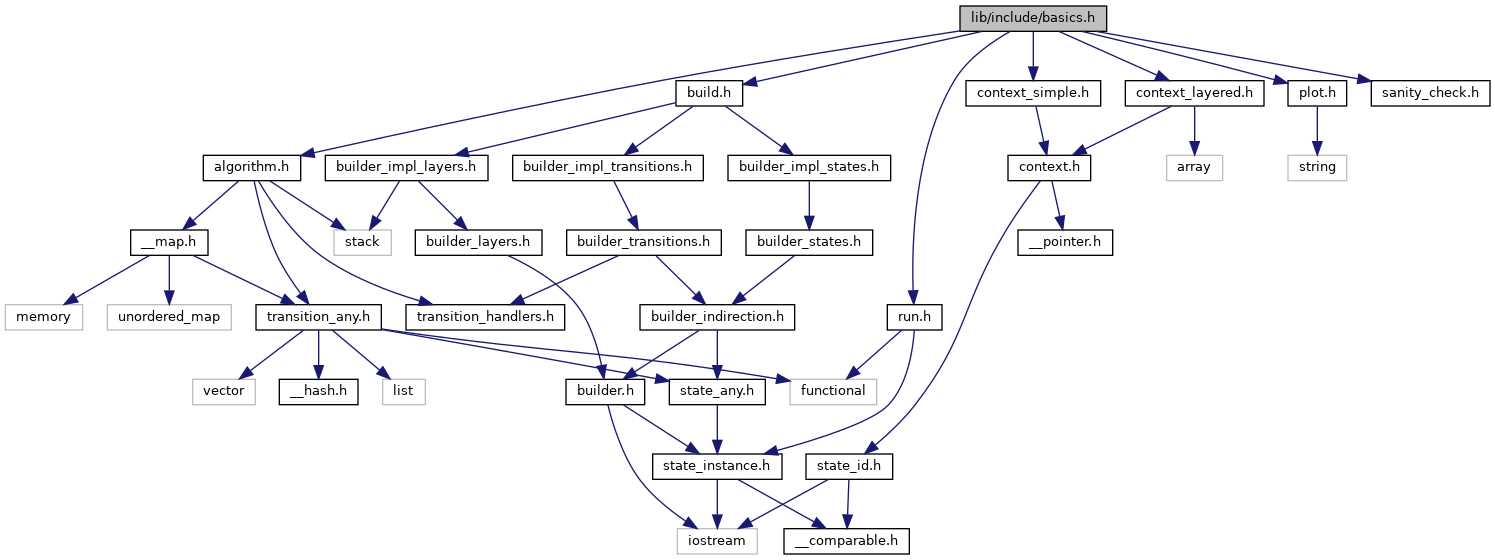 lib/include/basics.h
build.h
context_simple.h
context_layered.h
plot.h
sanity_check.h
algorithm.h
builder_impl_layers.h
builder_impl_transitions.h
builder_impl_states.h
context.h
array
string
__map.h
stack
builder_layers.h
builder_transitions.h
builder_states.h
__pointer.h
memory
unordered_map
transition_any.h
transition_handlers.h
builder_indirection.h
run.h
vector
__hash.h
list
builder.h
state_any.h
functional
state_instance.h
state_id.h
iostream
__comparable.h